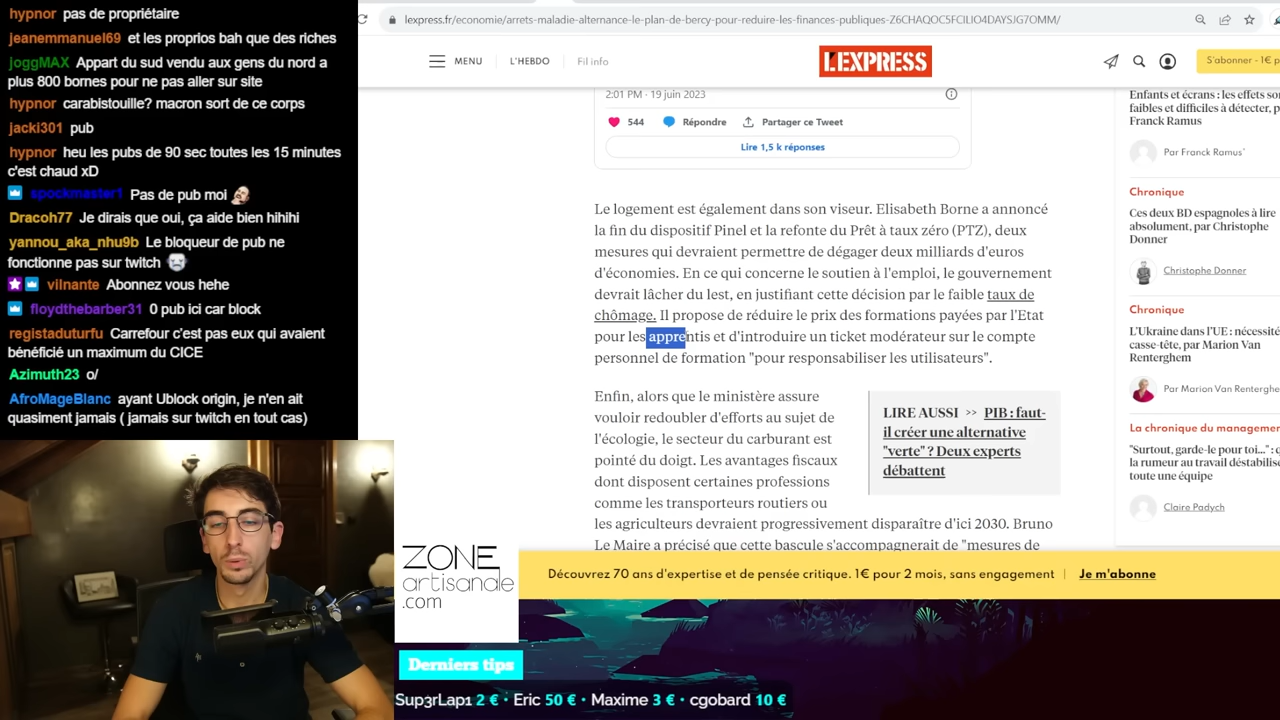 hypnor pas de propriétaire
jeanemmanuel69 et les proprios bah que des riches
joggMAX Appart du sud vendu aux gens du nord a
plus 800 bornes pour ne pas aller sur site
hypnor carabistouille? macron sort de ce corps
jacki301 pub
hypnor heu les pubs de 90 sec toutes les 15 minutes
c'est chaud xD
spockmaster1 Pas de pub moi
Dracoh77 Je dirais que oui, ça aide bien hihihi
yannou_aka_nhu9b Le bloqueur de pub ne
fonctionne pas sur twitch
vilnante Abonnez vous hehe
floydthebarber31 0 pub ici car block
registaduturfu Carrefour c'est pas eux qui avaient
bénéficié un maximum du CICE
Azimuth23 o/
AfroMageBlanc ayant Ublock origin, je n'en ait
quasiment jamais ( jamais sur twitch en tout cas)
lexpress.fr/economie/arrets-maladie-alternance-le-plan-de-bercy-pour-reduire-les-finances-publiques-Z6CHAQOC5FCILIO4DAYSJG7OMM/
MENU
L'HEBDO
Fil info
L'EXPRESS
S'abonner - 1€ p
2:01 PM · 19 juin 2023
544 Répondre Partager ce Tweet
Lire 1,5 k réponses
Le logement est également dans son viseur. Elisabeth Borne a annoncé
la fin du dispositif Pinel et la refonte du Prêt à taux zéro (PTZ), deux
mesures qui devraient permettre de dégager deux milliards d'euros
d'économies. En ce qui concerne le soutien à l'emploi, le gouvernement
devrait lâcher du lest, en justifiant cette décision par le faible taux de
chômage. Il propose de réduire le prix des formations payées par l'Etat
pour les apprentis et d'introduire un ticket modérateur sur le compte
personnel de formation "pour responsabiliser les utilisateurs".
Enfin, alors que le ministère assure
vouloir redoubler d'efforts au sujet de
l'écologie, le secteur du carburant est
pointé du doigt. Les avantages fiscaux
dont disposent certaines professions
comme les transporteurs routiers ou
les agriculteurs devraient progressivement disparaître d'ici 2030. Bruno
Le Maire a précisé que cette bascule s'accompagnerait de "mesures de
LIRE AUSSI >> PIB : faut-
il créer une alternative
"verte" ? Deux experts
débattent
Enfants et écrans : les effets son
faibles et difficiles à détecter, p
Franck Ramus
Par Franck Ramus*
Chronique
Ces deux BD espagnoles à lire
absolument, par Christophe
Donner
Christophe Donner
Chronique
L'Ukraine dans l'UE : nécessité
casse-tête, par Marion Van
Renterghem
Par Marion Van Renterghe
La chronique du managemen
"Surtout, garde-le pour toi..." : q
la rumeur au travail déstabilise
toute une équipe
Claire Padych
Découvrez 70 ans d'expertise et de pensée critique. 1€ pour 2 mois, sans engagement | Je m'abonne
ZONE
artisanale
.com
Derniers tips
Sup3rLap1 2 € • Eric 50 € • Maxime 3 € • cgobard 10 €